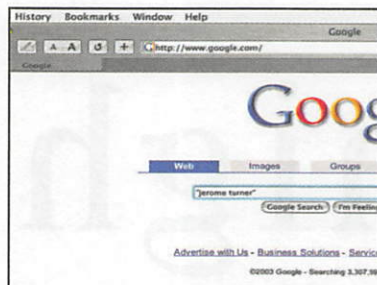 History Bookmarks Window Help
Google
A A + G http://www.google.com/
Google
Goog
Web Images Groups
"jerome turner"
Google Search I'm Feeling
Advertise with Us - Business Solutions - Servic
©2003 Google - Searching 3,307,99